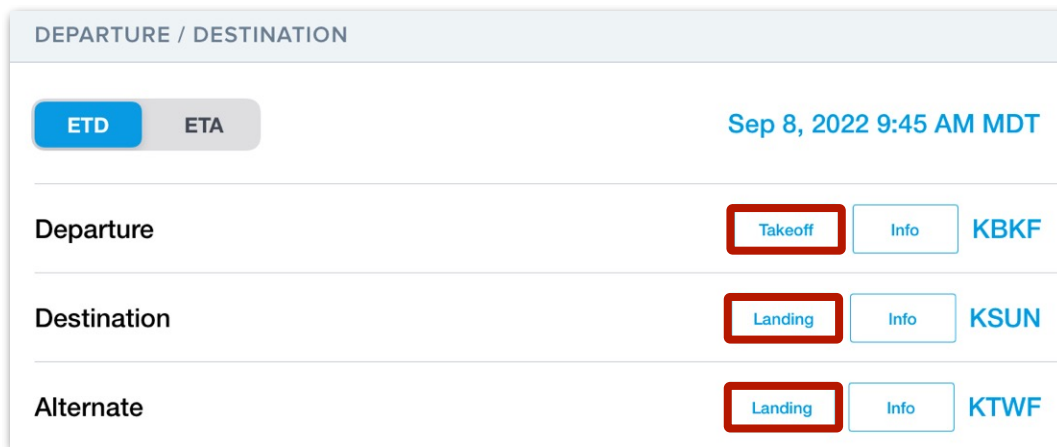 DEPARTURE / DESTINATION
ETD ETA Sep 8, 2022 9:45 AM MDT
Departure Takeoff Info KBKF
Destination Landing Info KSUN
Alternate Landing Info KTWF